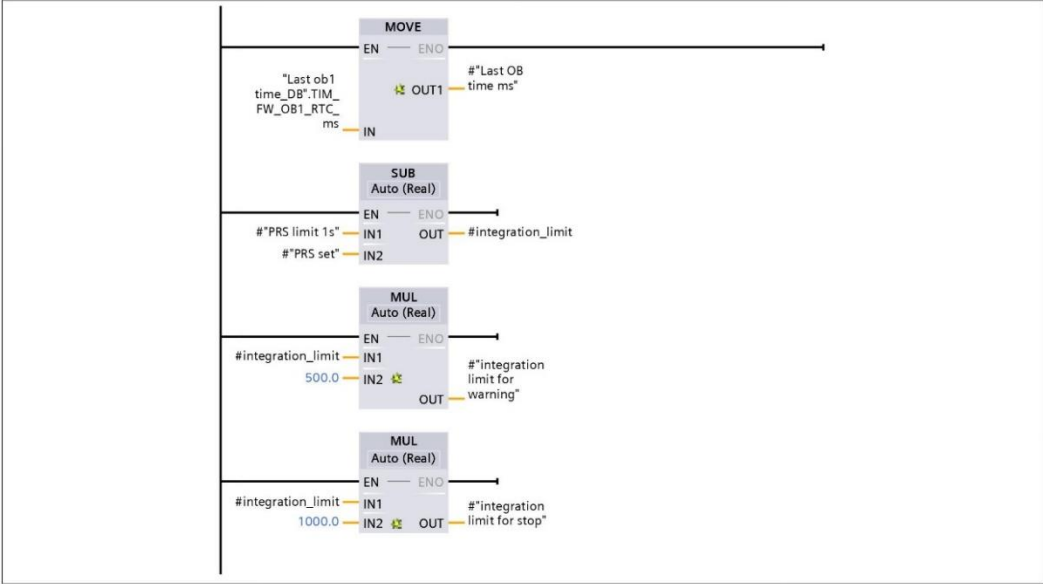 MOVE
EN
ENO
"Last ob1
time_DB".TIM_
FW_OB1_RTC_
ms
IN
OUT1
#"Last OB
time ms"
SUB
Auto (Real)
EN
ENO
#"PRS limit 1s"
IN1
OUT
#integration_limit
#"PRS set"
IN2
MUL
Auto (Real)
EN
ENO
#integration_limit
IN1
500.0
IN2
OUT
#"integration
limit for
warning"
MUL
Auto (Real)
EN
ENO
#integration_limit
IN1
1000.0
IN2
OUT
#"integration
limit for stop"